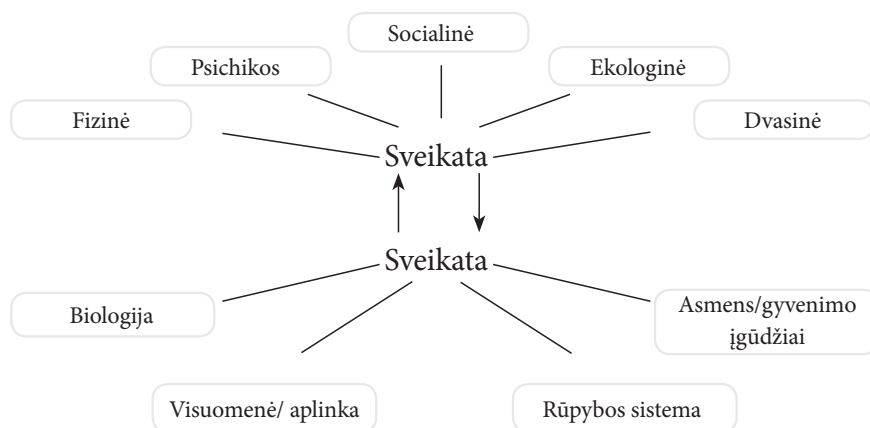 Socialinė
Psichikos
Ekologinė
Fizinė
Dvasinė
Sveikata
Sveikata
Biologija
Asmens/gyvenimo
įgūdžiai
Visuomenė/ aplinka
Rūpybos sistema